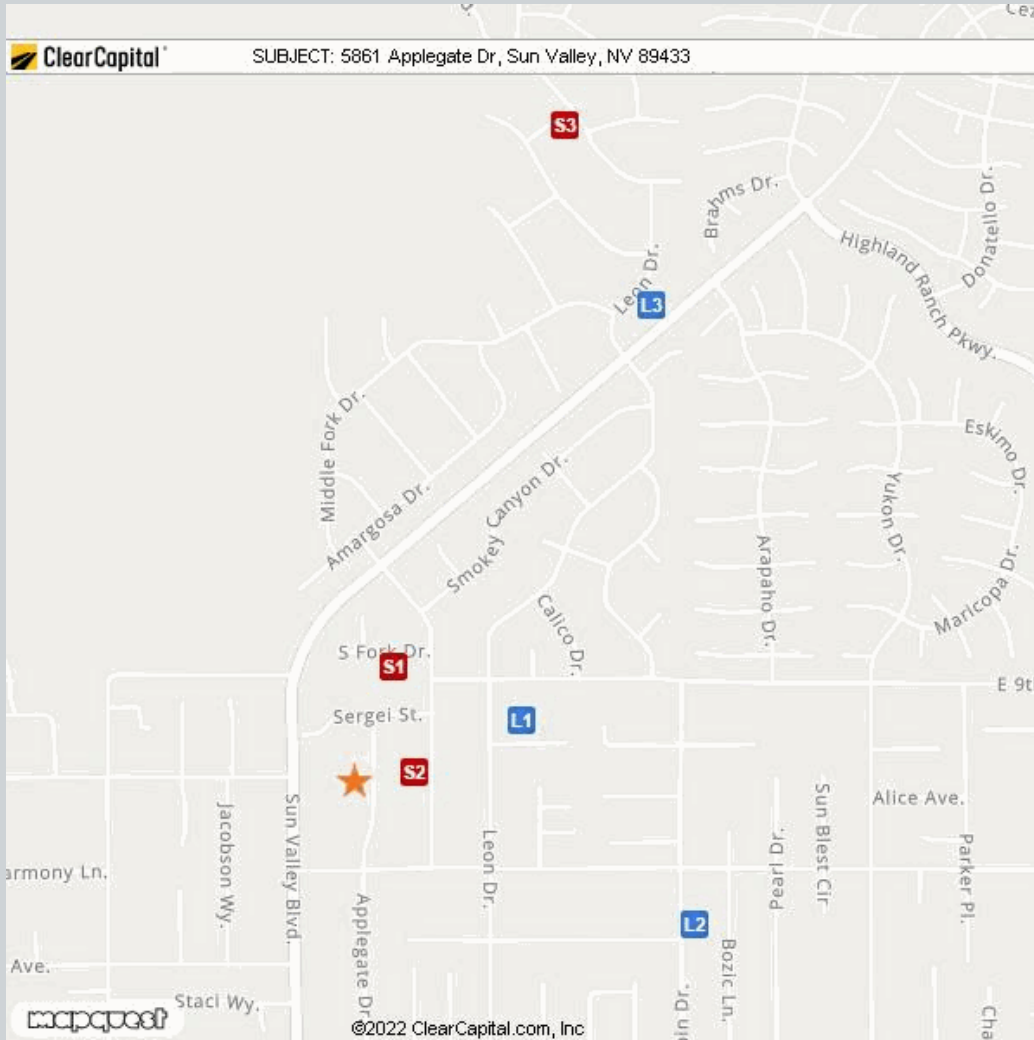 ClearCapital
SUBJECT: 5861 Applegate Dr, Sun Valley, NV 89433
S3
Brahms Dr.
Donatello Dr.
Highland Ranch Pkwy.
Leon Dr.
L3
Middle Fork Dr.
Eskimo Dr.
Amargosa Dr.
Smokey Canyon Dr.
Yukon Dr.
Arapaho Dr.
Maricopa Dr.
Calico Dr.
S Fork Dr.
S1
E 9t
Sergei St.
L1
S2
Alice Ave.
Sun Blest Cir
Jacobson Wy.
Sun Valley Blvd.
Leon Dr.
Pearl Dr.
Parker Pl.
armony Ln.
Applegate Dr.
L2
Bozic Ln.
Ave.
Staci Wy.
in Dr.
Cha
mapquest
©2022 ClearCapital.com, Inc